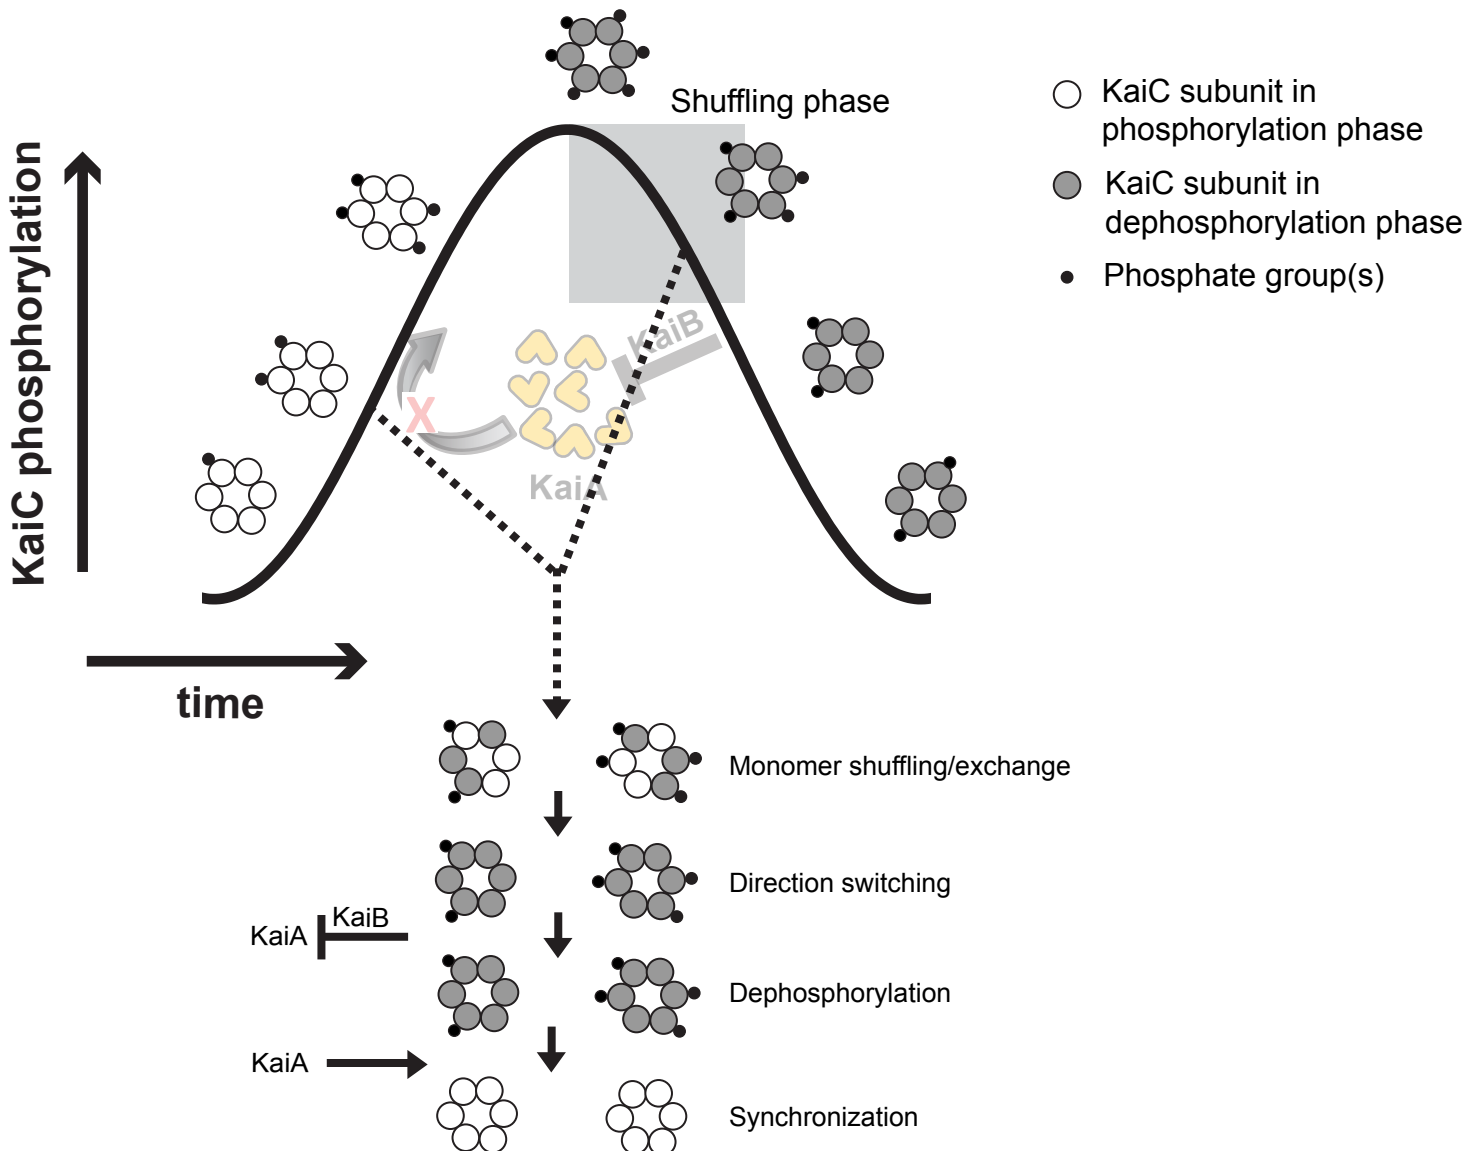 Shuffling phase
KaiC subunit in
phosphorylation phase
KaiC subunit in
dephosphorylation phase
Phosphate group(s)
KaiC phosphorylation
KaiB
X
KaiA
time
Monomer shuffling/exchange
Direction switching
KaiA
KaiB
Dephosphorylation
KaiA
Synchronization